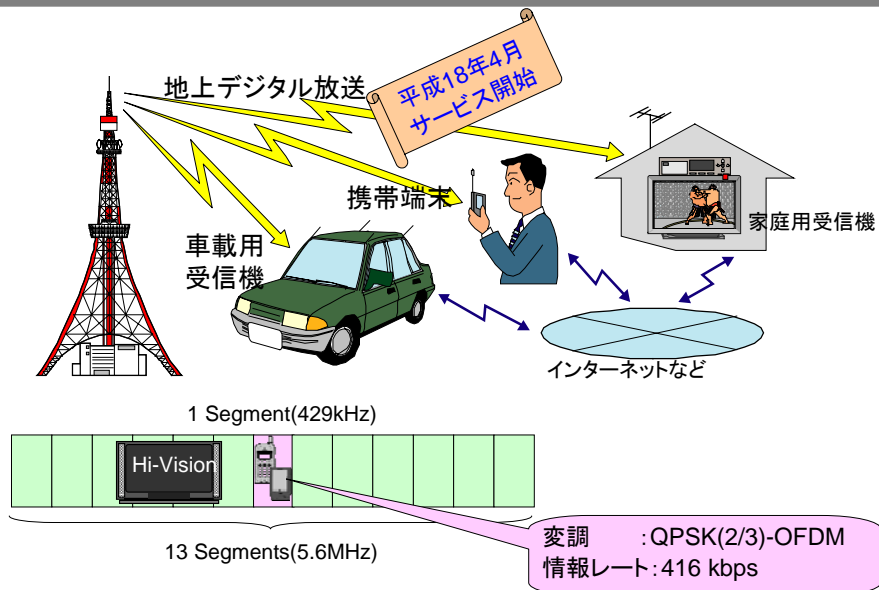 地上デジタル放送
平成18年4月
サービス開始
携帯端末
車載用
受信機
家庭用受信機
インターネットなど
1 Segment(429kHz)
Hi-Vision
13 Segments(5.6MHz)
変調　　：QPSK(2/3)-OFDM
情報レート：416 kbps